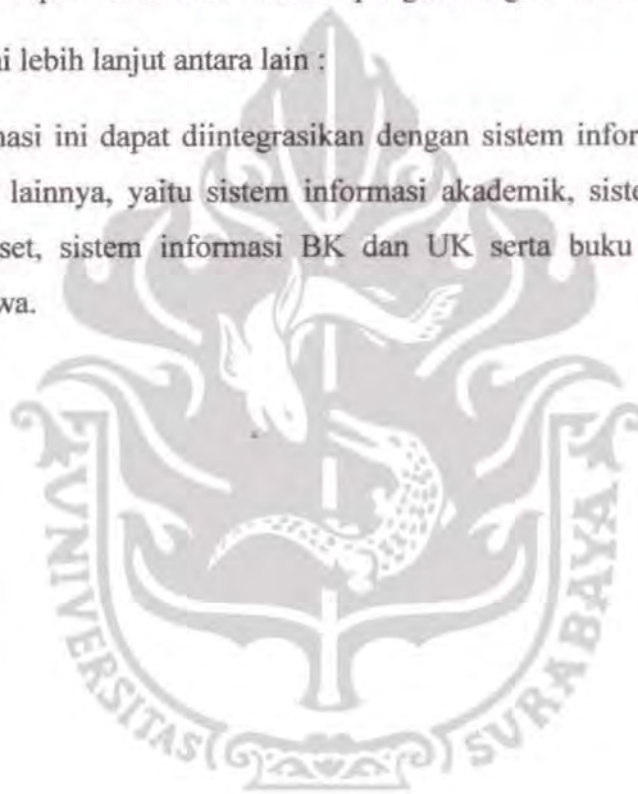 i lebih lanjut antara lain :
nasi ini dapat diintegrasikan dengan sistem infor
lainnya, yaitu sistem informasi akademik, siste
set, sistem informasi BK dan UK serta buku
wa.
UNIVERSITAS SURABAYA